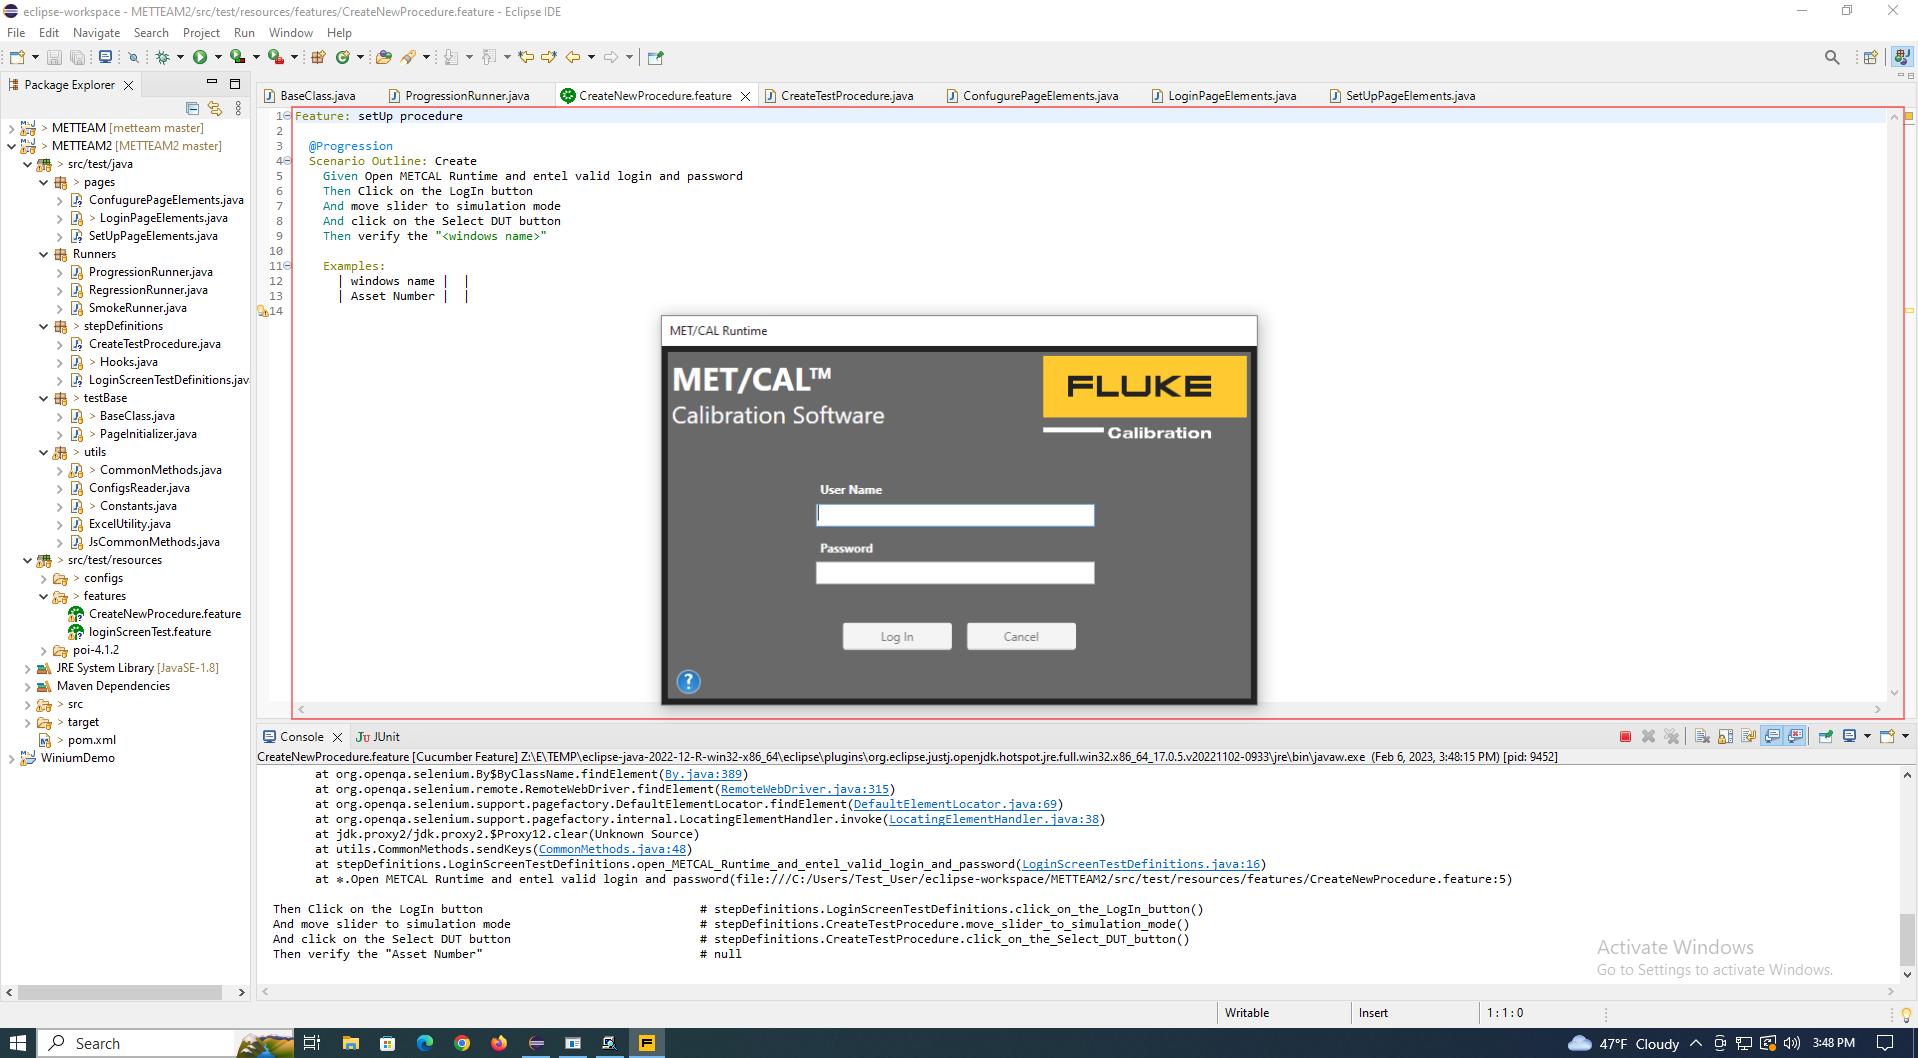 eclipse-workspace - METTEAM2/src/test/resources/features/CreateNewProcedure.feature - Eclipse IDE
File Edit Navigate Search Project Run Window Help
Package Explorer
BaseClass.java ProgressionRunner.java CreateNewProcedure.feature CreateTestProcedure.java ConfugurePageElements.java LoginPageElements.java SetUpPageElements.java
> METTEAM [metteam master]
> METTEAM2 [METTEAM2 master]
> src/test/java
> pages
ConfugurePageElements.java
> LoginPageElements.java
SetUpPageElements.java
Runners
ProgressionRunner.java
RegressionRunner.java
SmokeRunner.java
> stepDefinitions
CreateTestProcedure.java
> Hooks.java
LoginScreenTestDefinitions.jav
> testBase
> BaseClass.java
> PageInitializer.java
> utils
> CommonMethods.java
ConfigsReader.java
> Constants.java
ExcelUtility.java
JsCommonMethods.java
> src/test/resources
> configs
> features
CreateNewProcedure.feature
loginScreenTest.feature
poi-4.1.2
JRE System Library [JavaSE-1.8]
Maven Dependencies
> src
> target
> pom.xml
WiniumDemo
1 Feature: setUp procedure
2
3 @Progression
4 Scenario Outline: Create
5 Given Open METCAL Runtime and entel valid login and password
6 Then Click on the LogIn button
7 And move slider to simulation mode
8 And click on the Select DUT button
9 Then verify the "<windows name>"
10
11 Examples:
12 | windows name | |
13 | Asset Number | |
14
MET/CAL Runtime
MET/CAL™
Calibration Software
FLUKE
Calibration
User Name
Password
Log In Cancel
?
Console JUnit
CreateNewProcedure.feature [Cucumber Feature] Z:\E\TEMP\eclipse-java-2022-12-R-win32-x86_64\eclipse\plugins\org.eclipse.justj.openjdk.hotspot.jre.full.win32.x86_64_17.0.5.v20221102-0933\jre\bin\javaw.exe (Feb 6, 2023, 3:48:15 PM) [pid: 9452]
at org.openqa.selenium.By$ByClassName.findElement(By.java:389)
at org.openqa.selenium.remote.RemoteWebDriver.findElement(RemoteWebDriver.java:315)
at org.openqa.selenium.support.pagefactory.DefaultElementLocator.findElement(DefaultElementLocator.java:69)
at org.openqa.selenium.support.pagefactory.internal.LocatingElementHandler.invoke(LocatingElementHandler.java:38)
at jdk.proxy2/jdk.proxy2.$Proxy12.clear(Unknown Source)
at utils.CommonMethods.sendKeys(CommonMethods.java:48)
at stepDefinitions.LoginScreenTestDefinitions.open_METCAL_Runtime_and_entel_valid_login_and_password(LoginScreenTestDefinitions.java:16)
at *.Open METCAL Runtime and entel valid login and password(file:///C:/Users/Test_User/eclipse-workspace/METTEAM2/src/test/resources/features/CreateNewProcedure.feature:5)
Then Click on the LogIn button # stepDefinitions.LoginScreenTestDefinitions.click_on_the_LogIn_button()
And move slider to simulation mode # stepDefinitions.CreateTestProcedure.move_slider_to_simulation_mode()
And click on the Select DUT button # stepDefinitions.CreateTestProcedure.click_on_the_Select_DUT_button()
Then verify the "Asset Number" # null
Activate Windows
Go to Settings to activate Windows.
Writable Insert 1 : 1 : 0
Search 47°F Cloudy 3:48 PM